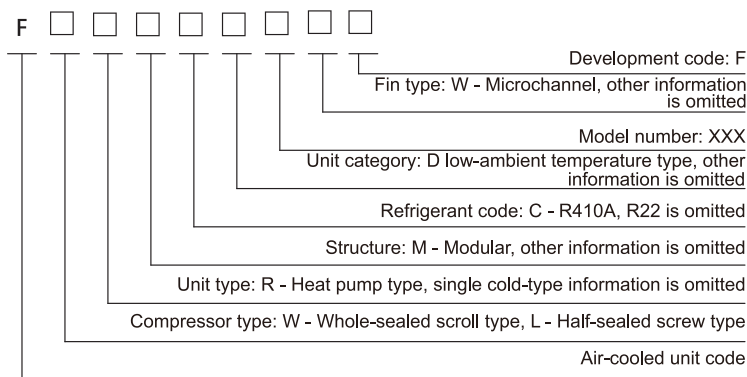 F □ □ □ □ □ □ □ □
Development code: F
Fin type: W - Microchannel, other information
is omitted
Model number: XXX
Unit category: D low-ambient temperature type, other
information is omitted
Refrigerant code: C - R410A, R22 is omitted
Structure: M - Modular, other information is omitted
Unit type: R - Heat pump type, single cold-type information is omitted
Compressor type: W - Whole-sealed scroll type, L - Half-sealed screw type
Air-cooled unit code